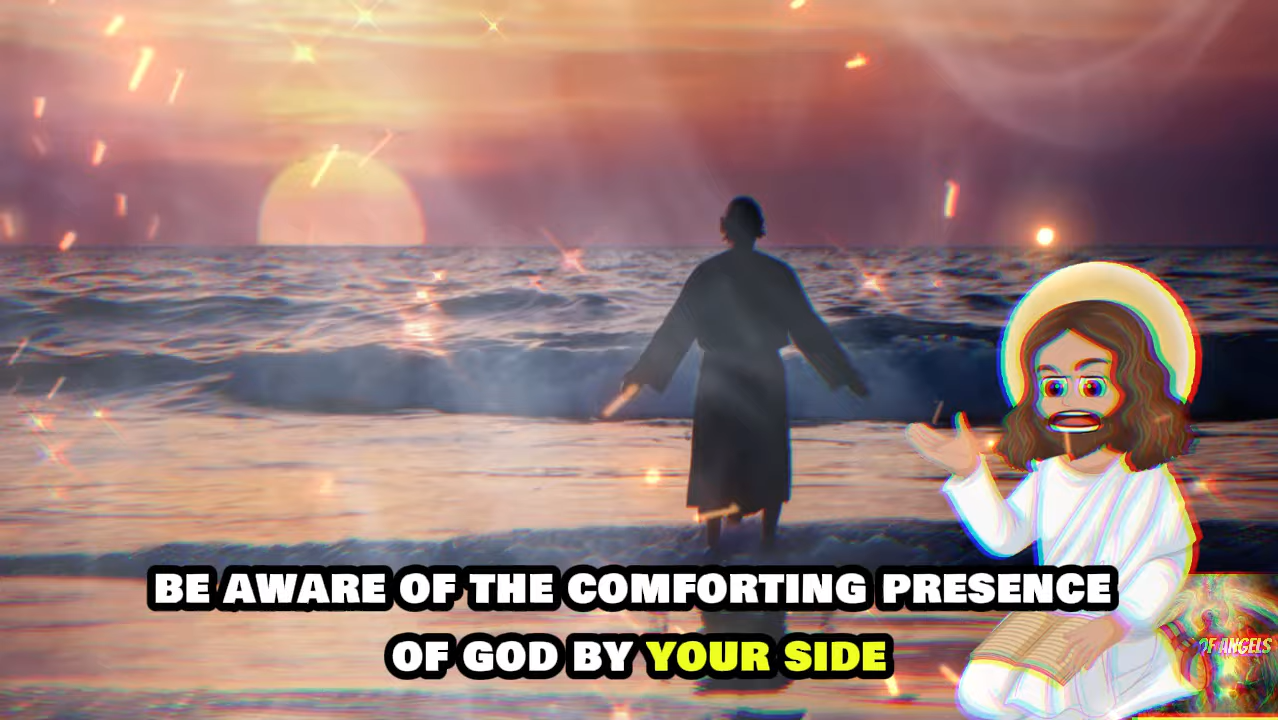 BE AWARE OF THE COMFORTING PRESENCE
OF GOD BY YOUR SIDE
OF ANGELS